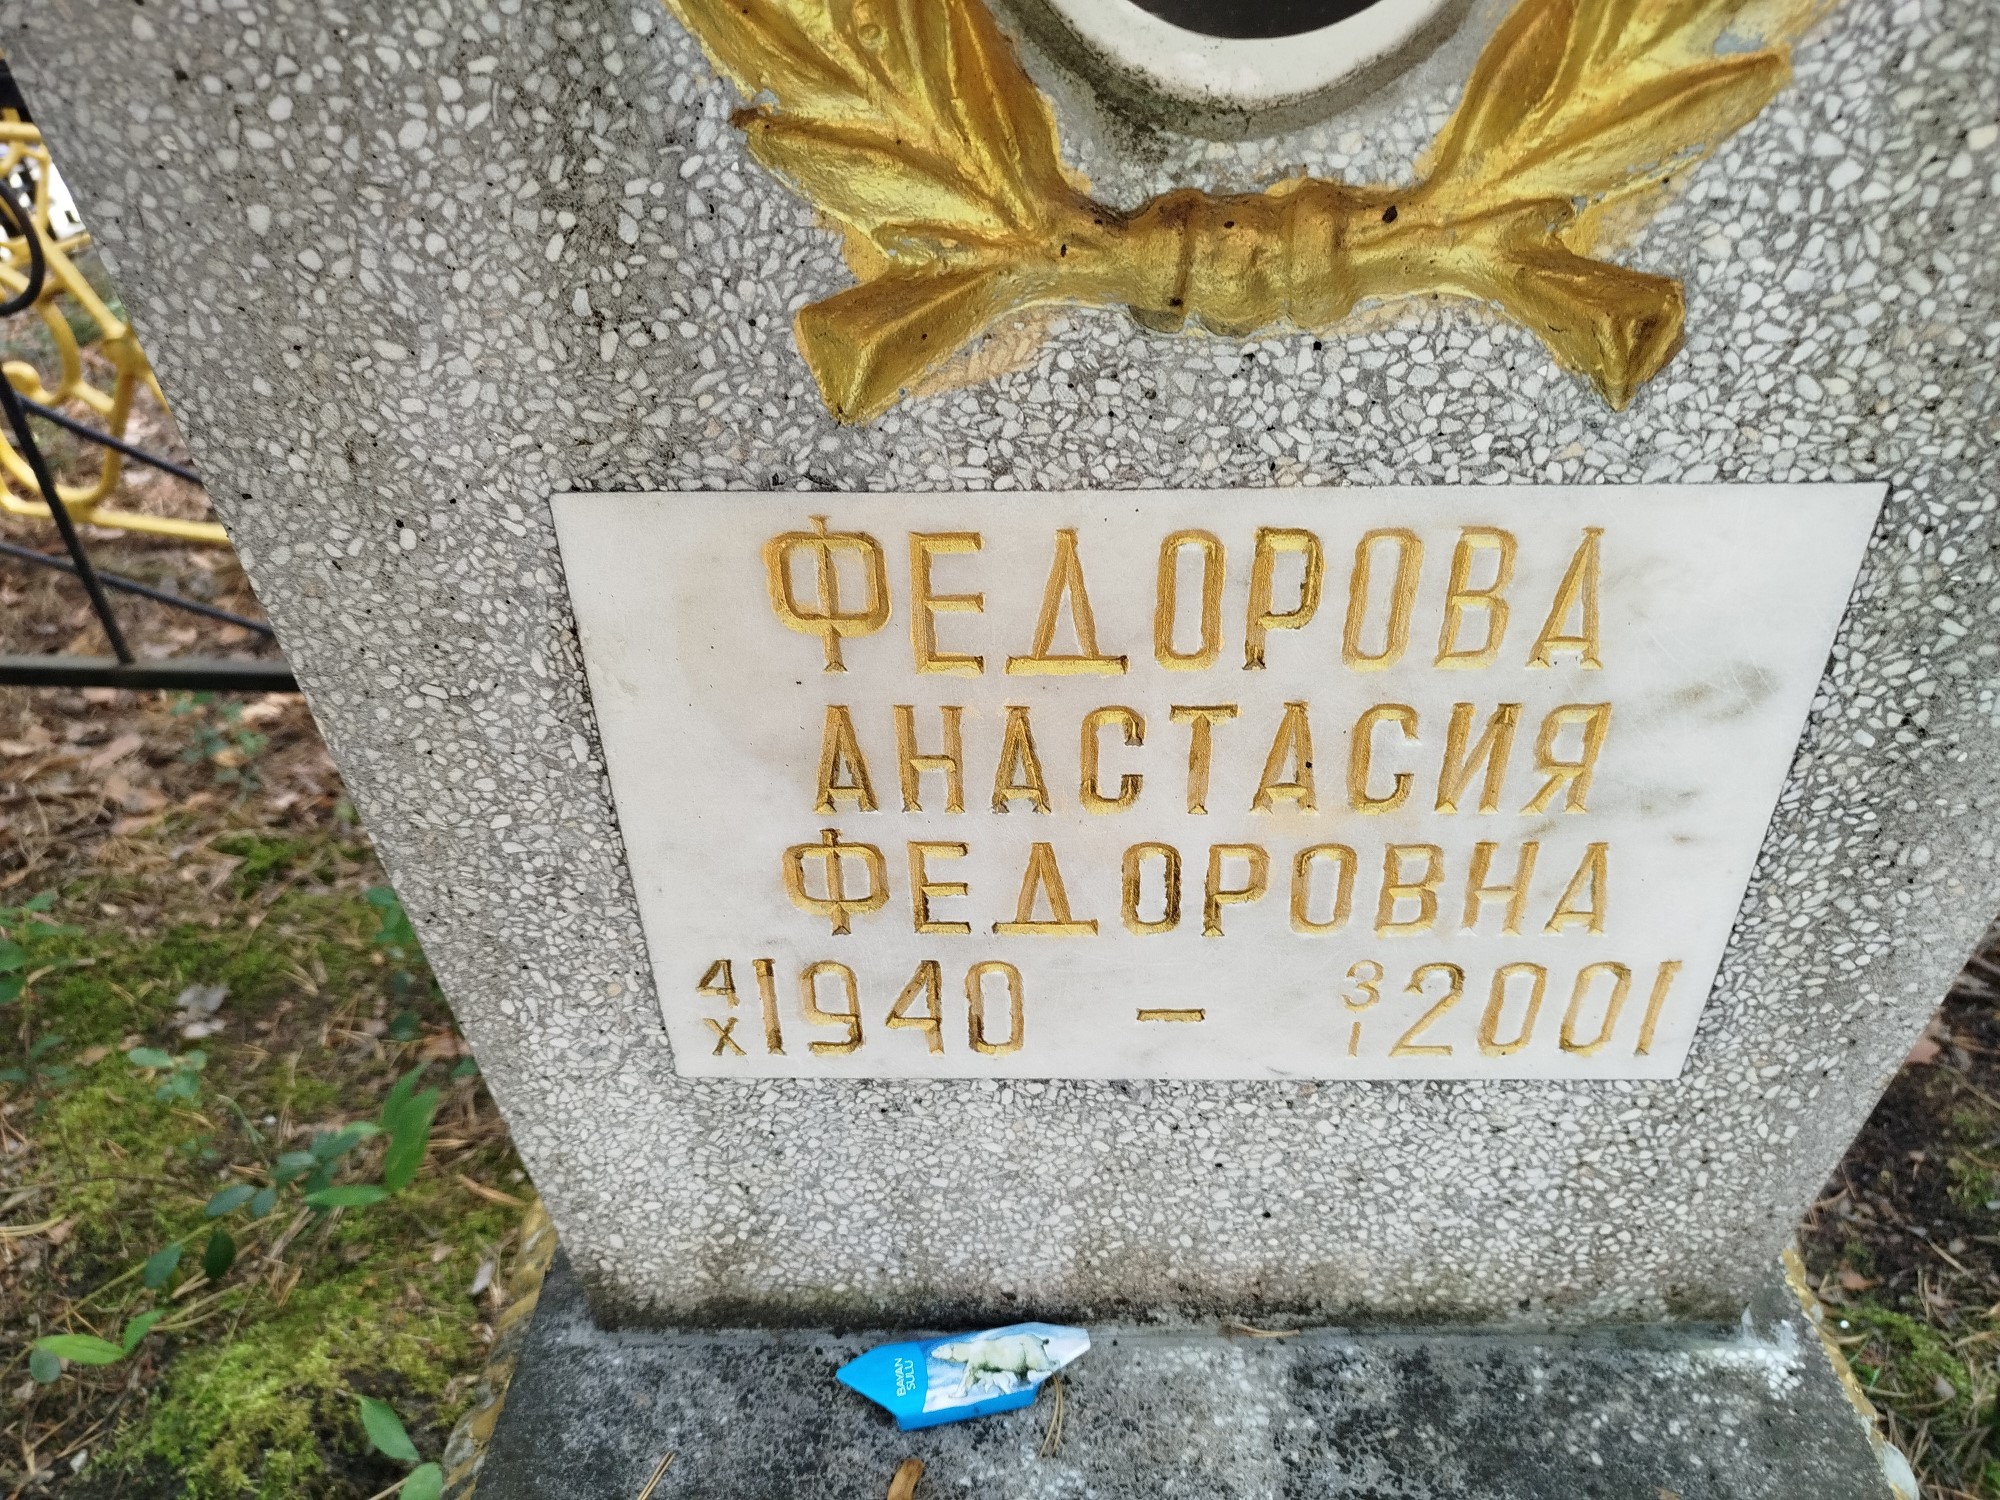 ФЕДОРОВА
АНАСТАСИЯ
ФЕДОРОВНА
4/X 1940 – 3/I 2001
BAYAN
SULU